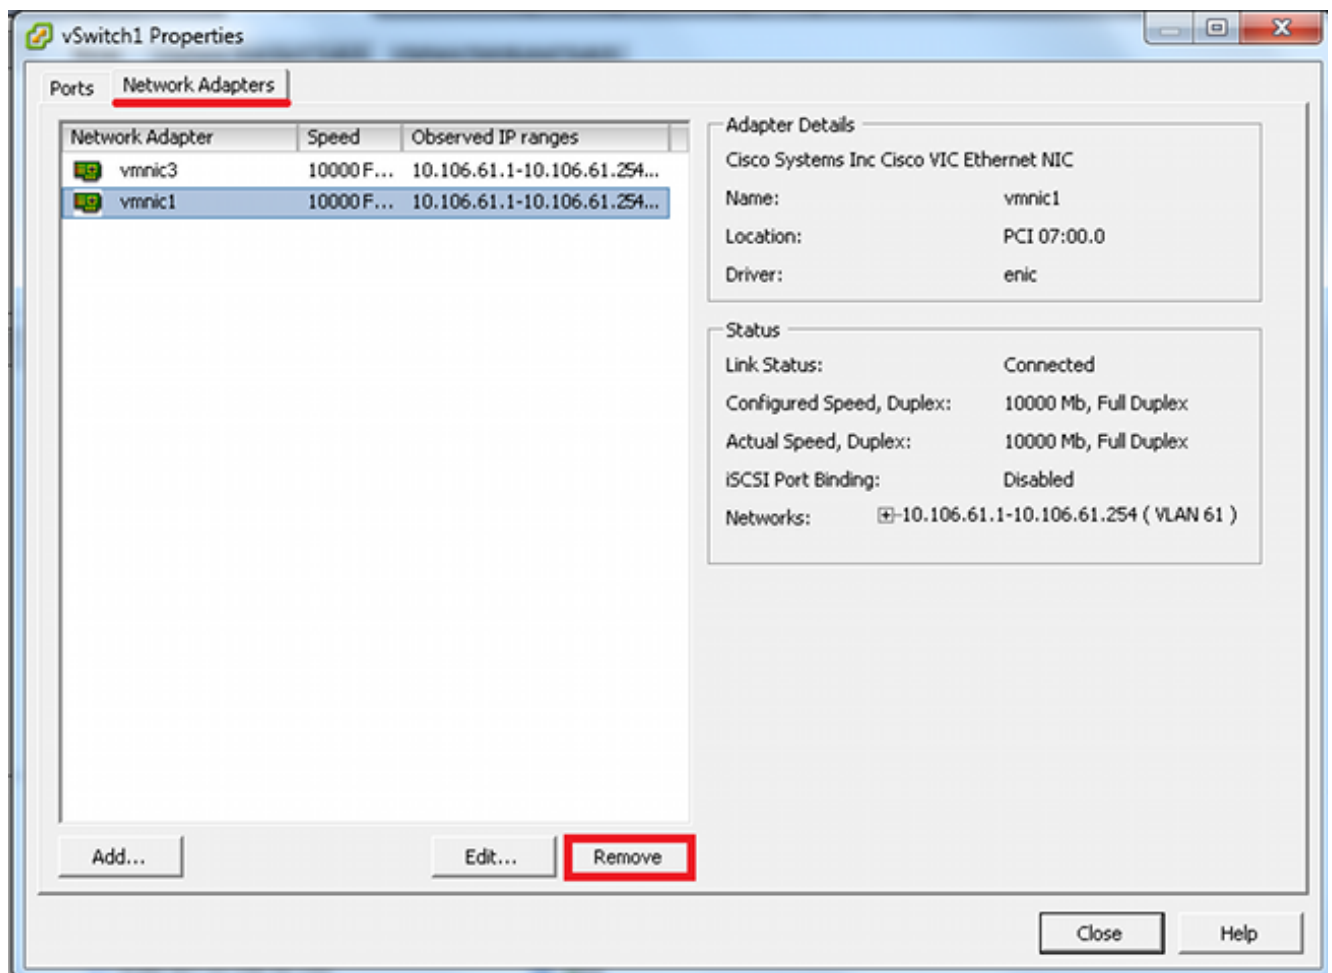 vSwitch1 Properties
Ports Network Adapters
Network Adapter Speed Observed IP ranges
vmnic3 10000 F... 10.106.61.1-10.106.61.254...
vmnic1 10000 F... 10.106.61.1-10.106.61.254...
Adapter Details
Cisco Systems Inc Cisco VIC Ethernet NIC
Name: vmnic1
Location: PCI 07:00.0
Driver: enic
Status
Link Status: Connected
Configured Speed, Duplex: 10000 Mb, Full Duplex
Actual Speed, Duplex: 10000 Mb, Full Duplex
iSCSI Port Binding: Disabled
Networks: 10.106.61.1-10.106.61.254 ( VLAN 61 )
Add... Edit... Remove
Close Help